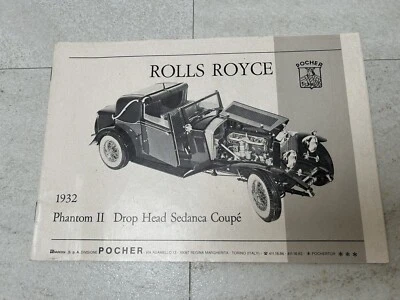 ROLLS ROYCE
POCHER
1932
Phantom II Drop Head Sedanca Coupé
POCHER